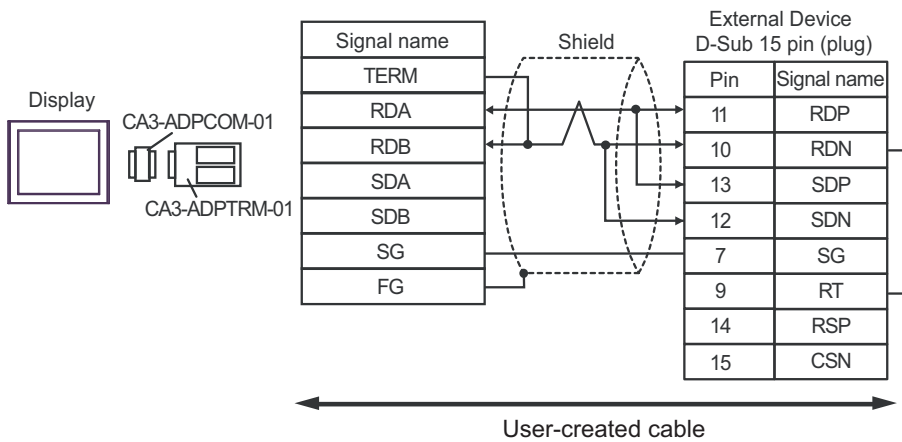 Display
CA3-ADPCOM-01
CA3-ADPTRM-01
Signal name
TERM
RDA
RDB
SDA
SDB
SG
FG
Shield
External Device
D-Sub 15 pin (plug)
Pin Signal name
11 RDP
10 RDN
13 SDP
12 SDN
7 SG
9 RT
14 RSP
15 CSN
User-created cable